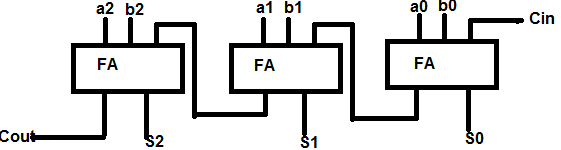 a2 b2 a1 b1 a0 b0 Cin
FA FA FA
Cout S2 S1 S0